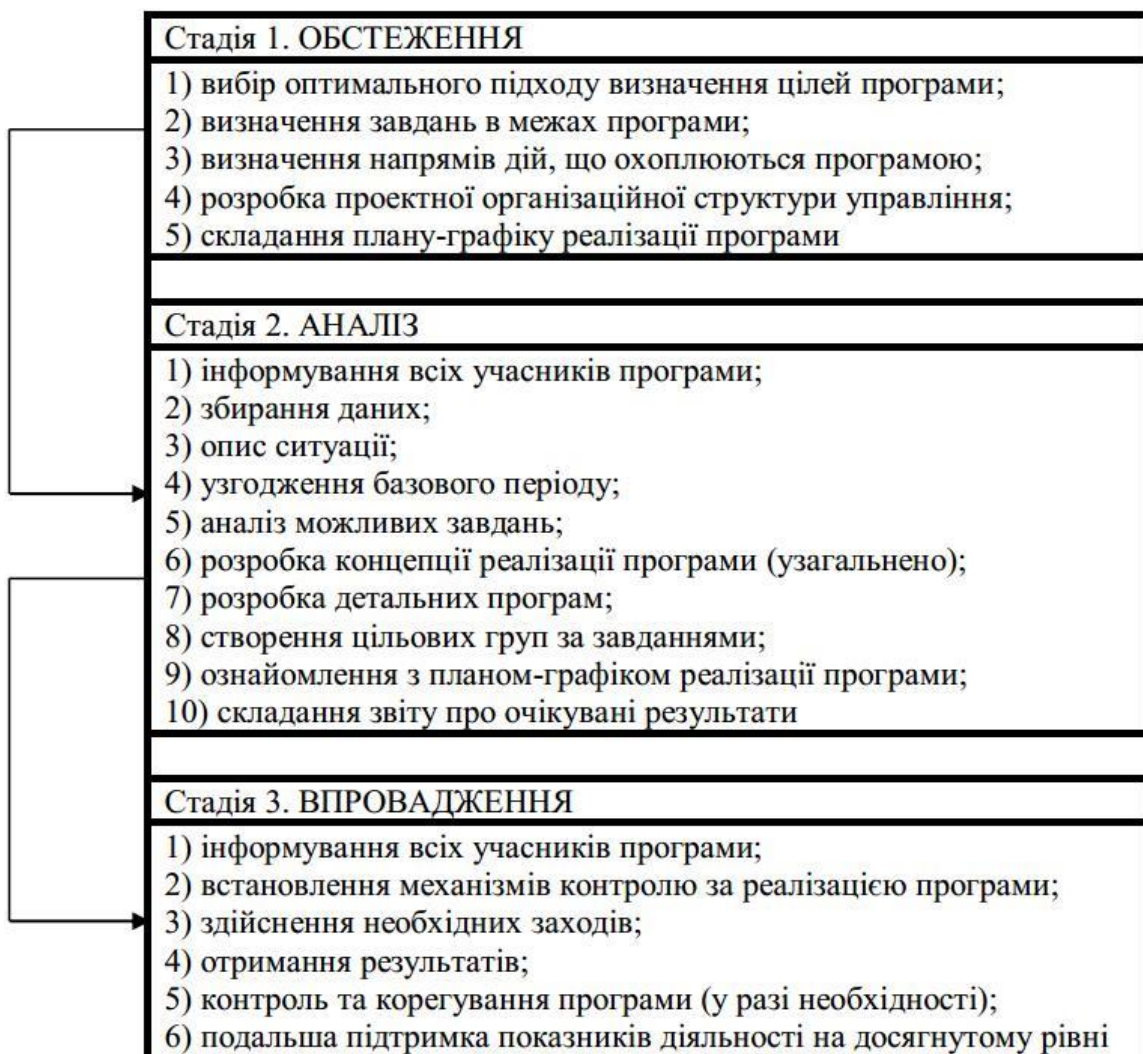 Стадія 1. ОБСТЕЖЕННЯ
1) вибір оптимального підходу визначення цілей програми;
2) визначення завдань в межах програми;
3) визначення напрямів дій, що охоплюються програмою;
4) розробка проектної організаційної структури управління;
5) складання плану-графіку реалізації програми
Стадія 2. АНАЛІЗ
1) інформування всіх учасників програми;
2) збирання даних;
3) опис ситуації;
4) узгодження базового періоду;
5) аналіз можливих завдань;
6) розробка концепції реалізації програми (узагальнено);
7) розробка детальних програм;
8) створення цільових груп за завданнями;
9) ознайомлення з планом-графіком реалізації програми;
10) складання звіту про очікувані результати
Стадія 3. ВПРОВАДЖЕННЯ
1) інформування всіх учасників програми;
2) встановлення механізмів контролю за реалізацією програми;
3) здійснення необхідних заходів;
4) отримання результатів;
5) контроль та корегування програми (у разі необхідності);
6) подальша підтримка показників діяльності на досягнутому рівні